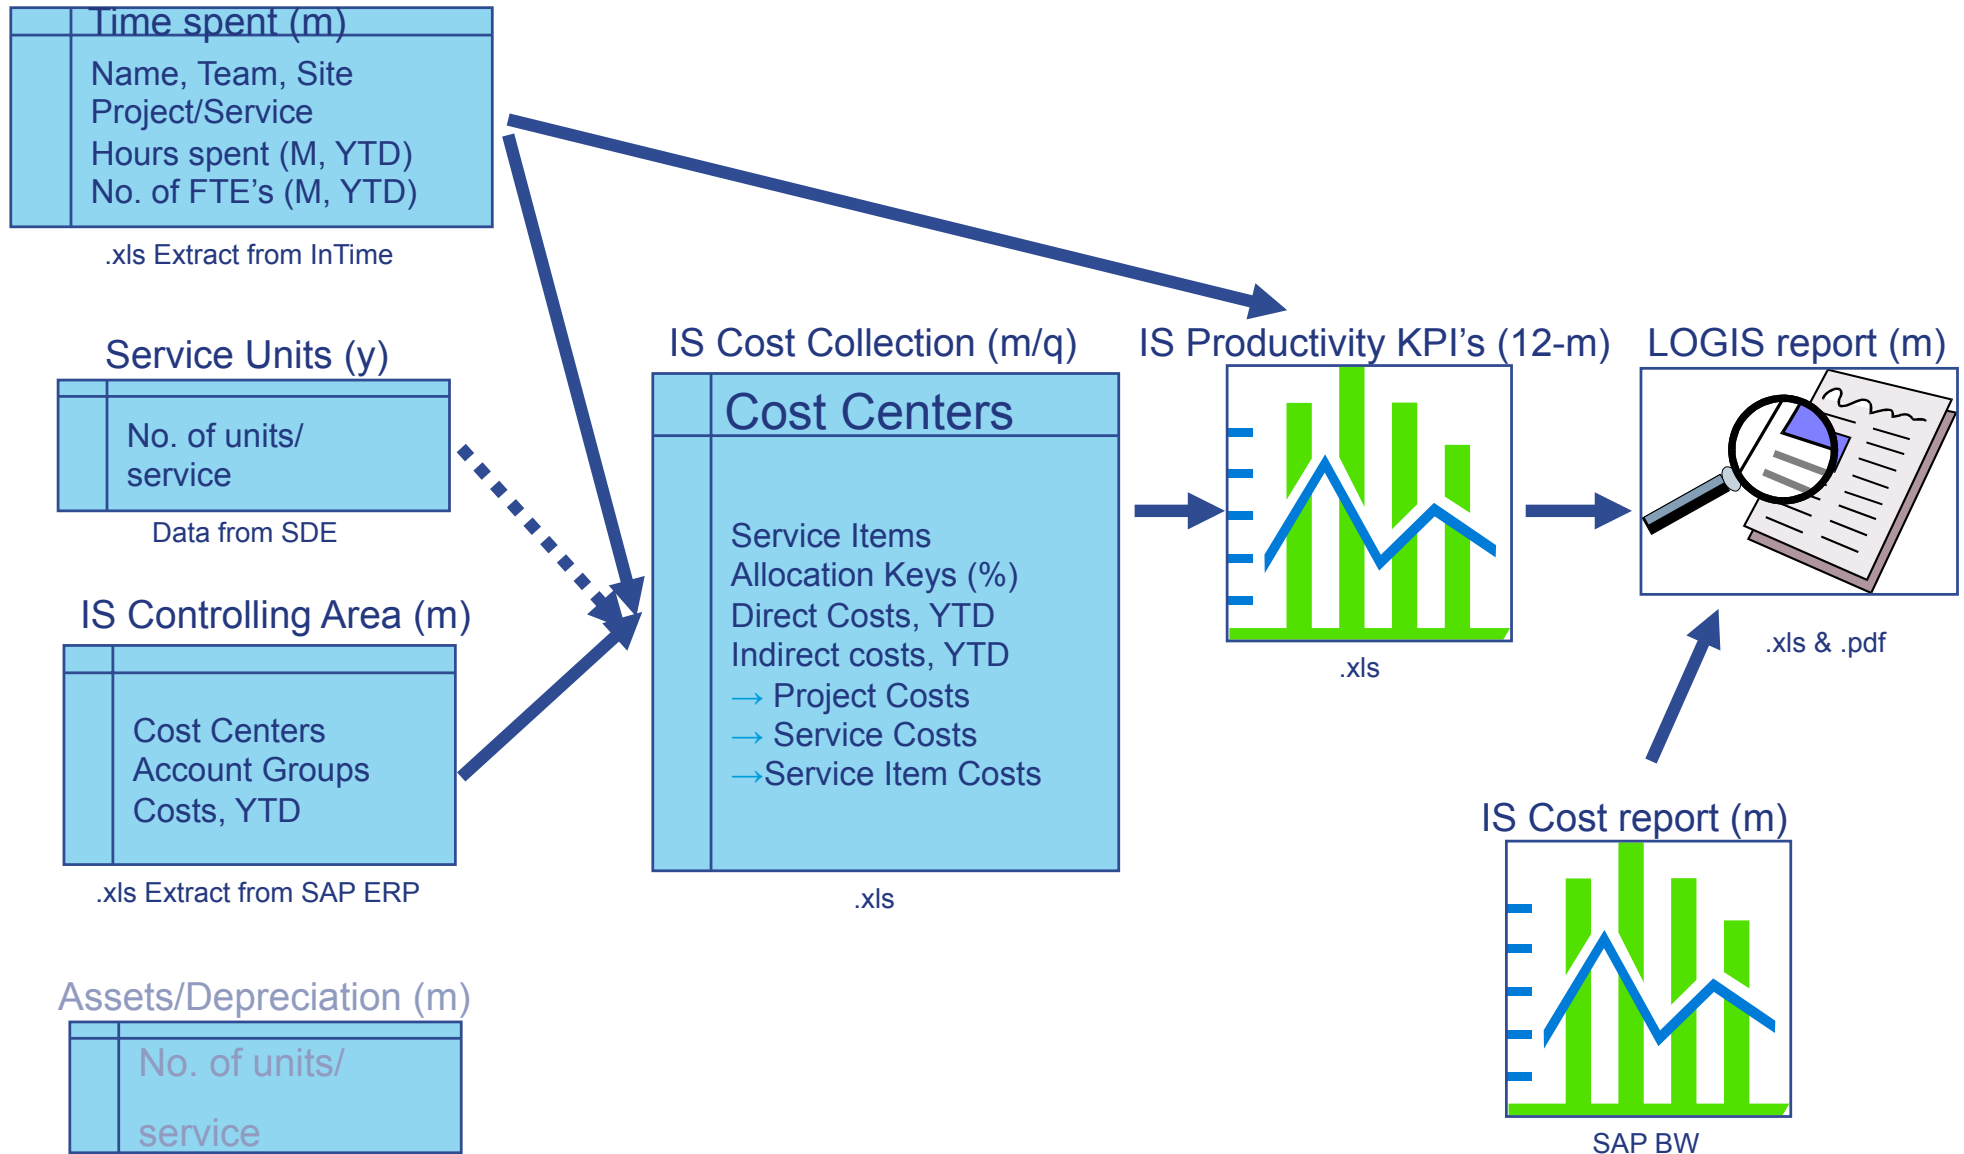 Time spent (m)
Name, Team, Site
Project/Service
Hours spent (M, YTD)
No. of FTE’s (M, YTD)
.xls Extract from InTime
Service Units (y)
No. of units/
service
Data from SDE
IS Controlling Area (m)
Cost Centers
Account Groups
Costs, YTD
.xls Extract from SAP ERP
Assets/Depreciation (m)
No. of units/
service
IS Cost Collection (m/q)
Cost Centers
Service Items
Allocation Keys (%)
Direct Costs, YTD
Indirect costs, YTD
→ Project Costs
→ Service Costs
→Service Item Costs
.xls
IS Productivity KPI’s (12-m)
.xls
LOGIS report (m)
.xls & .pdf
IS Cost report (m)
SAP BW